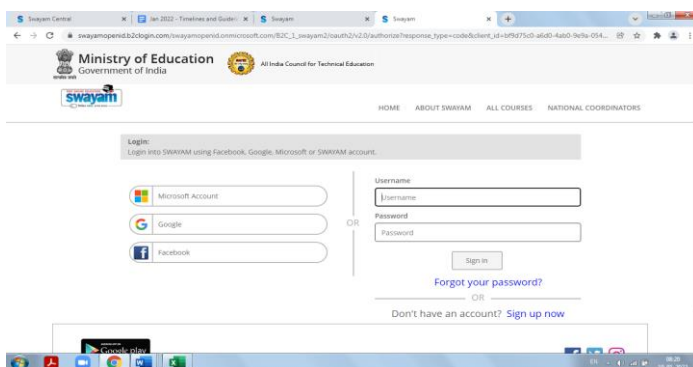 Swayam Central
Jan 2022 - Timelines and Guideli
Swayam
Swayam
swayamopenid.b2clogin.com/swayamopenid.onmicrosoft.com/B2C_1_swayam2/oauth2/v2.0/authorize?response_type=code&client_id=bf9d75c0-a6d0-4ab0-9e9a-054...
Ministry of Education
Government of India
All India Council for Technical Education
swayam
HOME ABOUT SWAYAM ALL COURSES NATIONAL COORDINATORS
Login:
Login into SWAYAM using Facebook, Google, Microsoft or SWAYAM account.
Microsoft Account
Google
Facebook
OR
Username
Username
Password
Password
Sign in
Forgot your password?
OR
Don't have an account? Sign up now
Google play
EN
08:28